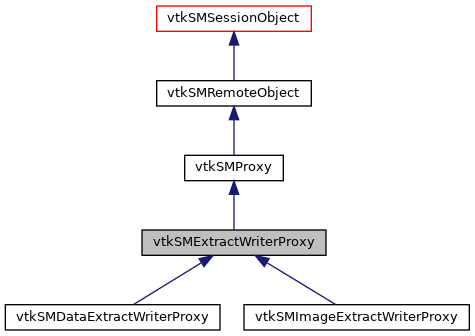 vtkSMSessionObject
vtkSMRemoteObject
vtkSMProxy
vtkSMExtractWriterProxy
vtkSMDataExtractWriterProxy
vtkSMImageExtractWriterProxy